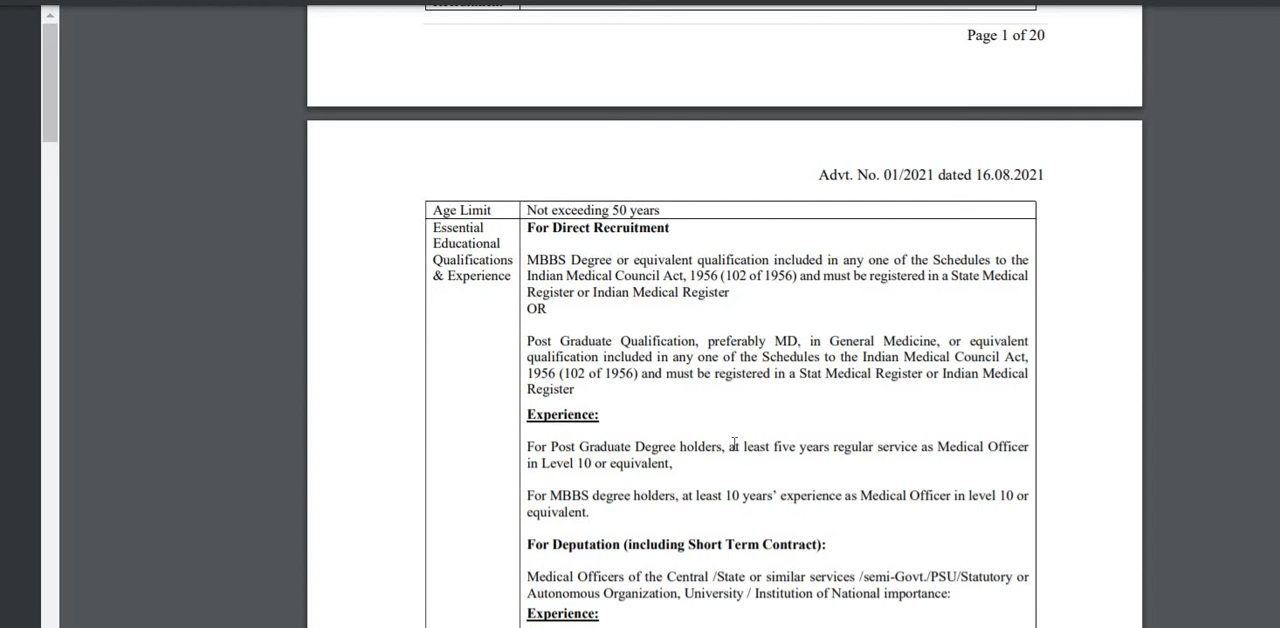 Page 1 of 20
Advt. No. 01/2021 dated 16.08.2021
Age Limit
Not exceeding 50 years
Essential
Educational
Qualifications
& Experience
For Direct Recruitment
MBBS Degree or equivalent qualification included in any one of the Schedules to the
Indian Medical Council Act, 1956 (102 of 1956) and must be registered in a State Medical
Register or Indian Medical Register
OR
Post Graduate Qualification, preferably MD, in General Medicine, or equivalent
qualification included in any one of the Schedules to the Indian Medical Council Act,
1956 (102 of 1956) and must be registered in a Stat Medical Register or Indian Medical
Register
Experience:
For Post Graduate Degree holders, at least five years regular service as Medical Officer
in Level 10 or equivalent,
For MBBS degree holders, at least 10 years’ experience as Medical Officer in level 10 or
equivalent.
For Deputation (including Short Term Contract):
Medical Officers of the Central /State or similar services /semi-Govt./PSU/Statutory or
Autonomous Organization, University / Institution of National importance:
Experience: